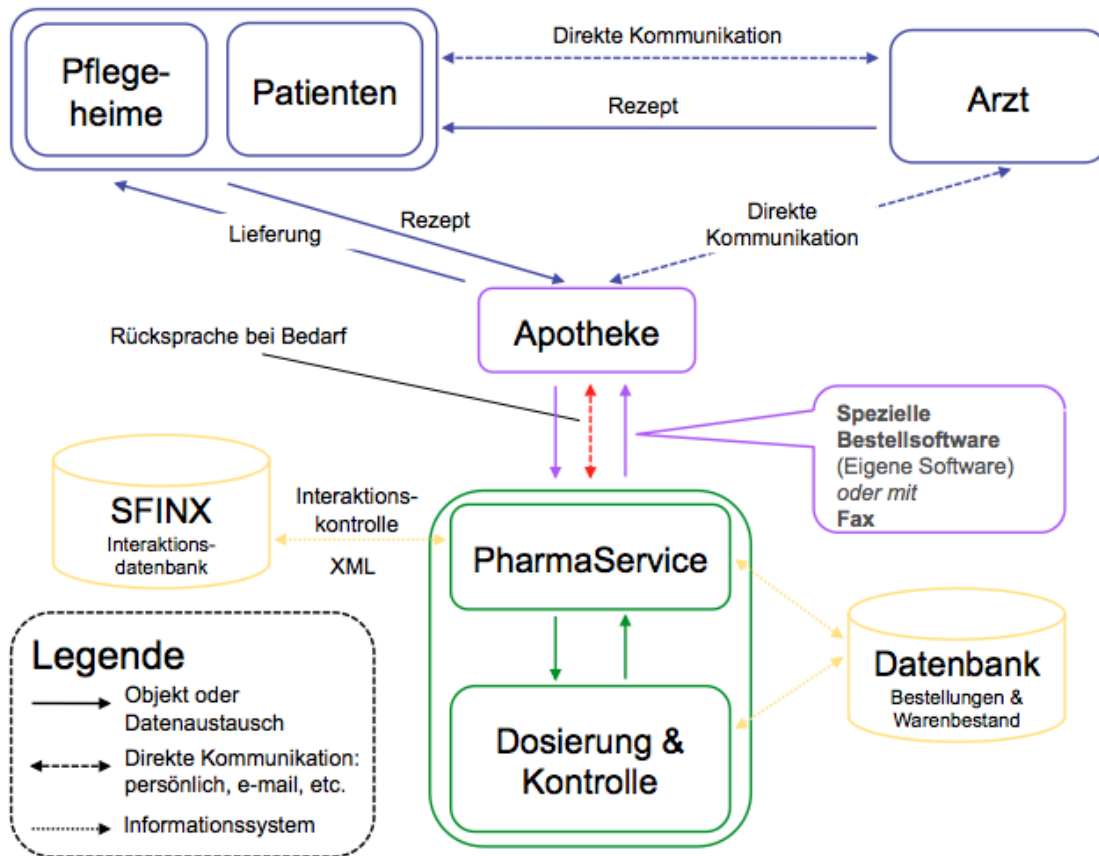 Direkte Kommunikation
Pflege-
heime
Patienten
Arzt
Rezept
Lieferung
Rezept
Direkte
Kommunikation
Apotheke
Rücksprache bei Bedarf
Spezielle
Bestellsoftware
(Eigene Software)
oder mit
Fax
SFINX
Interaktions-
datenbank
Interaktions-
kontrolle
XML
PharmaService
Datenbank
Bestellungen &
Warenbestand
Dosierung &
Kontrolle
Legende
Objekt oder
Datenaustausch
Direkte Kommunikation:
persönlich, e-mail, etc.
Informationssystem